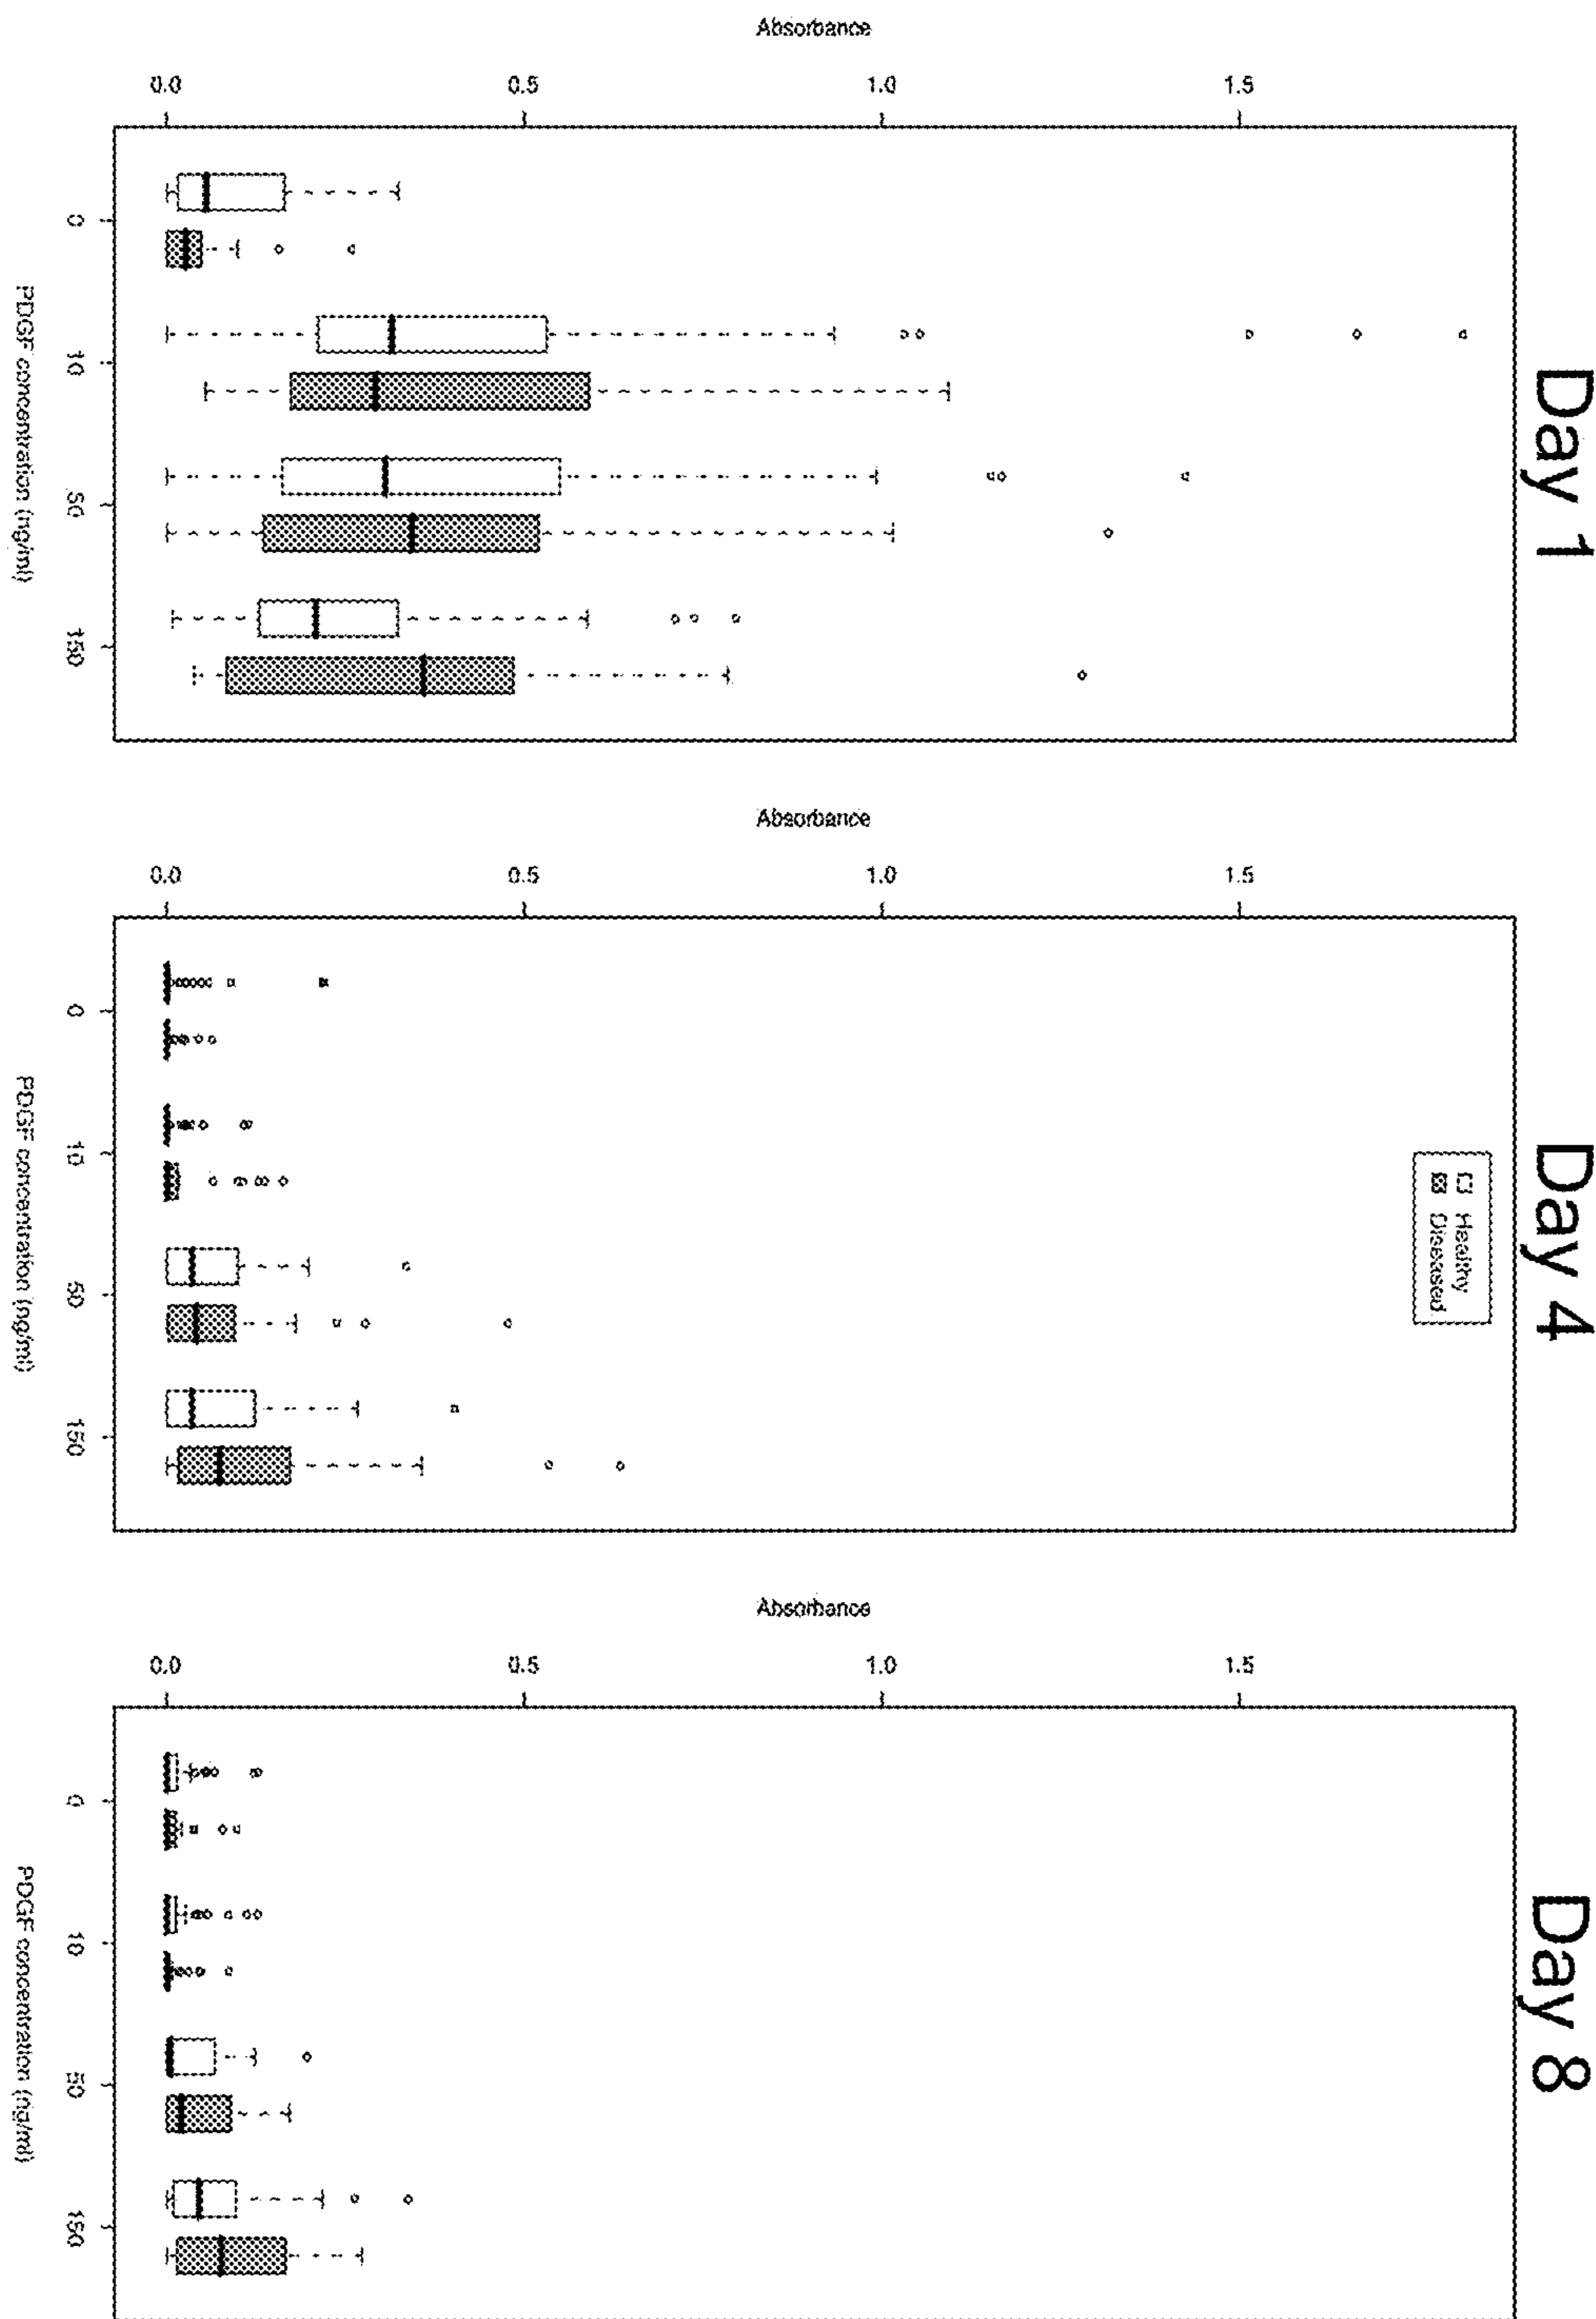 Day 1
Absorbance
1.5
1.0
0.5
0.0
0
10
50
150
PDGF concentration (ng/ml)
Day 4
Absorbance
1.5
1.0
0.5
0.0
Healthy
Diseased
0
10
50
150
PDGF concentration (ng/ml)
Day 8
Absorbance
1.5
1.0
0.5
0.0
0
10
50
150
PDGF concentration (ng/ml)